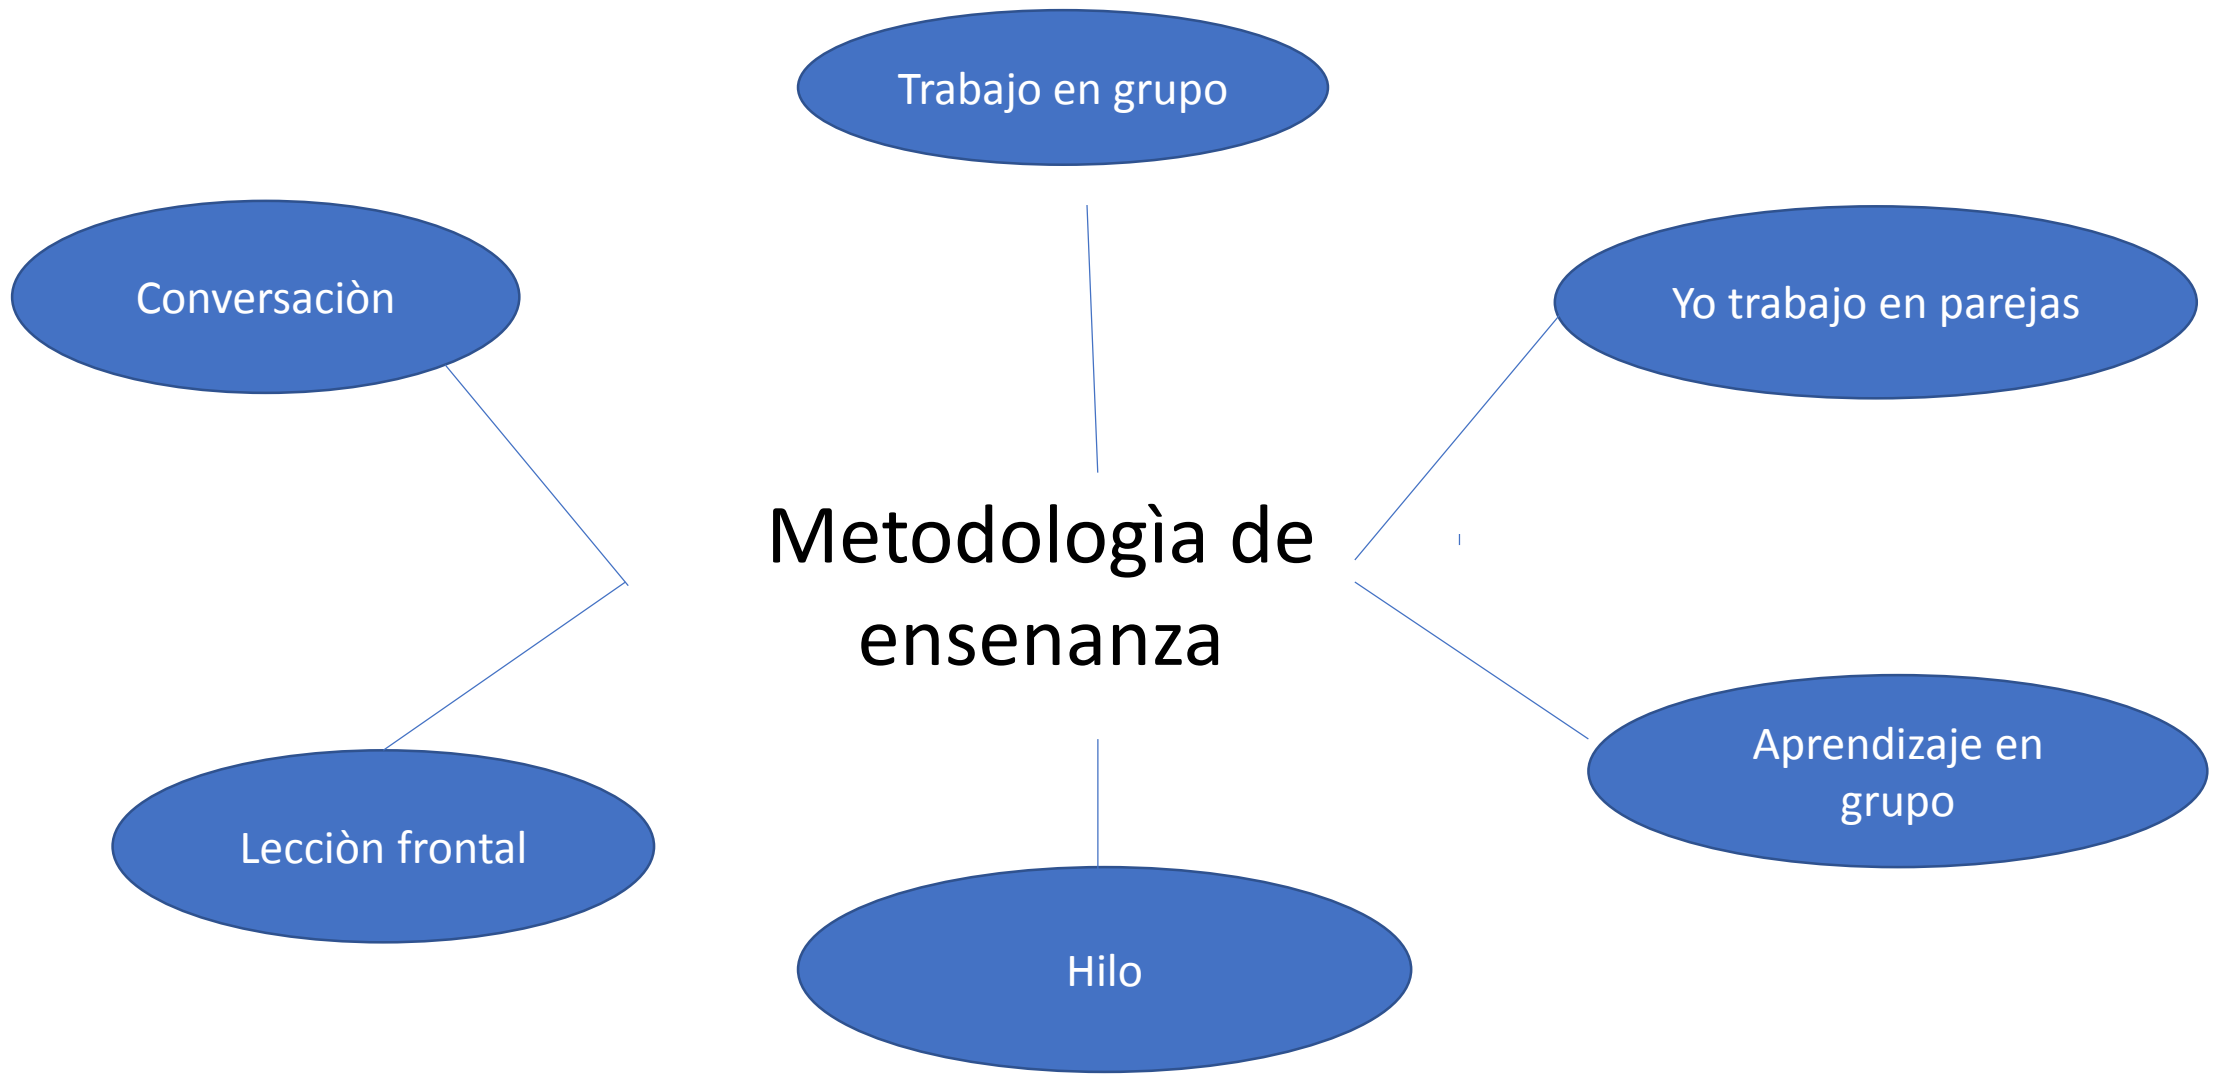 Trabajo en grupo
Conversaciòn
Yo trabajo en parejas
Metodologìa de
ensenanza
Aprendizaje en
grupo
Lecciòn frontal
Hilo